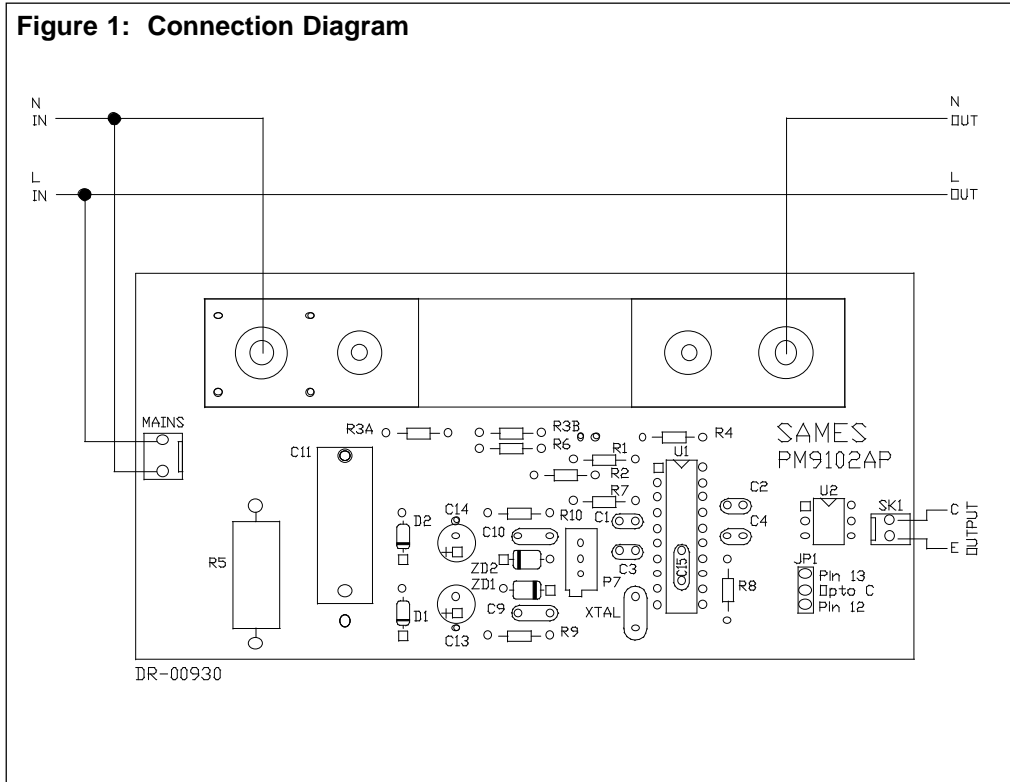 Figure 1: Connection Diagram
N
IN
N
OUT
L
IN
L
OUT
MAINS
C11
R3A
R3B
R6
R1
R2
R4
U1
SAMES
PM9102AP
R7
C2
U2
SK1
C
E
OUTPUT
R5
D2
C14
C10
R10
C1
C4
ZD2
C3
C15
JP1
Pin 13
Opto C
Pin 12
ZD1
P7
R8
D1
C13
C9
R9
XTAL
DR-00930